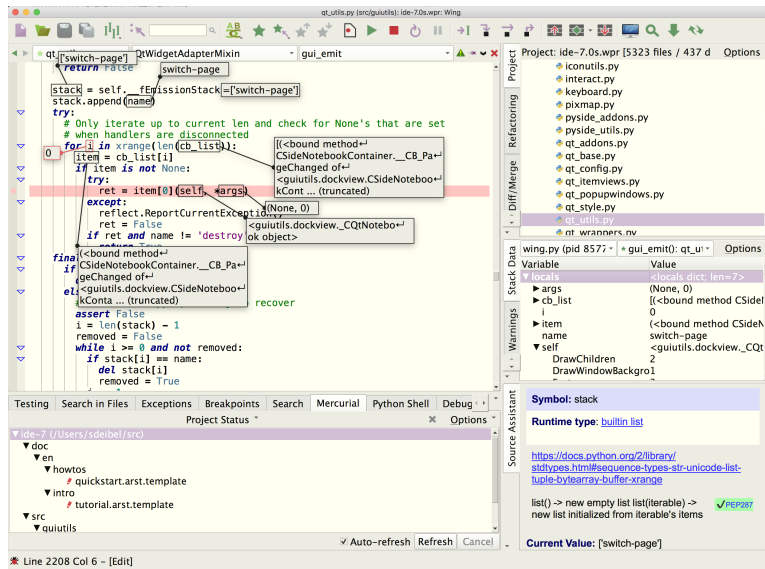 qt_utils.py (src/guiutils): ide-7.0s.wpr: Wing
['switch-page']
QtWidgetAdapterMixin
gui_emit
switch-page
return False
stack = self.__fEmissionStack =['switch-page']
stack.append(name)
try:
# Only iterate up to current len and check for None's that are set
# when handlers are disconnected
for i in xrange(len(cb_list)):
0
item = cb_list[i]
if item is not None:
try:
ret = item[0](self, *args)
except:
reflect.ReportCurrentException()
ret = False
if ret and name != 'destroy
return True
[(<bound method↵
CSideNotebookContainer.__CB_Pa↵
geChanged of↵
<guiutils.dockview.CSideNoteboo↵
kCont ... (truncated)
(None, 0)
<guiutils.dockview._CQtNotebo↵
ok object>
(<bound method↵
CSideNotebookContainer.__CB_Pa↵
geChanged of↵
<guiutils.dockview.CSideNoteboo↵
kConta ... (truncated)
recover
assert False
i = len(stack) - 1
removed = False
while i >= 0 and not removed:
if stack[i] == name:
del stack[i]
removed = True
Project
Refactoring
Diff/Merge
Project: ide-7.0s.wpr [5323 files / 437 d
Options
iconutils.py
interact.py
keyboard.py
pixmap.py
pyside_addons.py
pyside_utils.py
qt_addons.py
qt_base.py
qt_config.py
qt_itemviews.py
qt_popupwindows.py
qt_style.py
qt_utils.py
qt_wrappers.py
Stack Data
Warnings
wing.py (pid 8577
gui_emit(): qt_ut
Options
Variable Value
locals <locals dict; len=7>
args (None, 0)
cb_list [(<bound method CSideN
i 0
item (<bound method CSideN
name switch-page
self <guiutils.dockview._CQt
DrawChildren 2
DrawWindowBackgro1
Testing Search in Files Exceptions Breakpoints Search Mercurial Python Shell Debug
Project Status
Options
ide-7 (/Users/sdeibel/src)
doc
en
howtos
quickstart.arst.template
intro
tutorial.arst.template
src
guiutils
Auto-refresh Refresh Cancel
Source Assistant
Symbol: stack
Runtime type: builtin list
https://docs.python.org/2/library/
stdtypes.html#sequence-types-str-unicode-list-
tuple-bytearray-buffer-xrange
list() -> new empty list list(iterable) ->
new list initialized from iterable's items
✓PEP287
Current Value: ['switch-page']
Line 2208 Col 6 - [Edit]